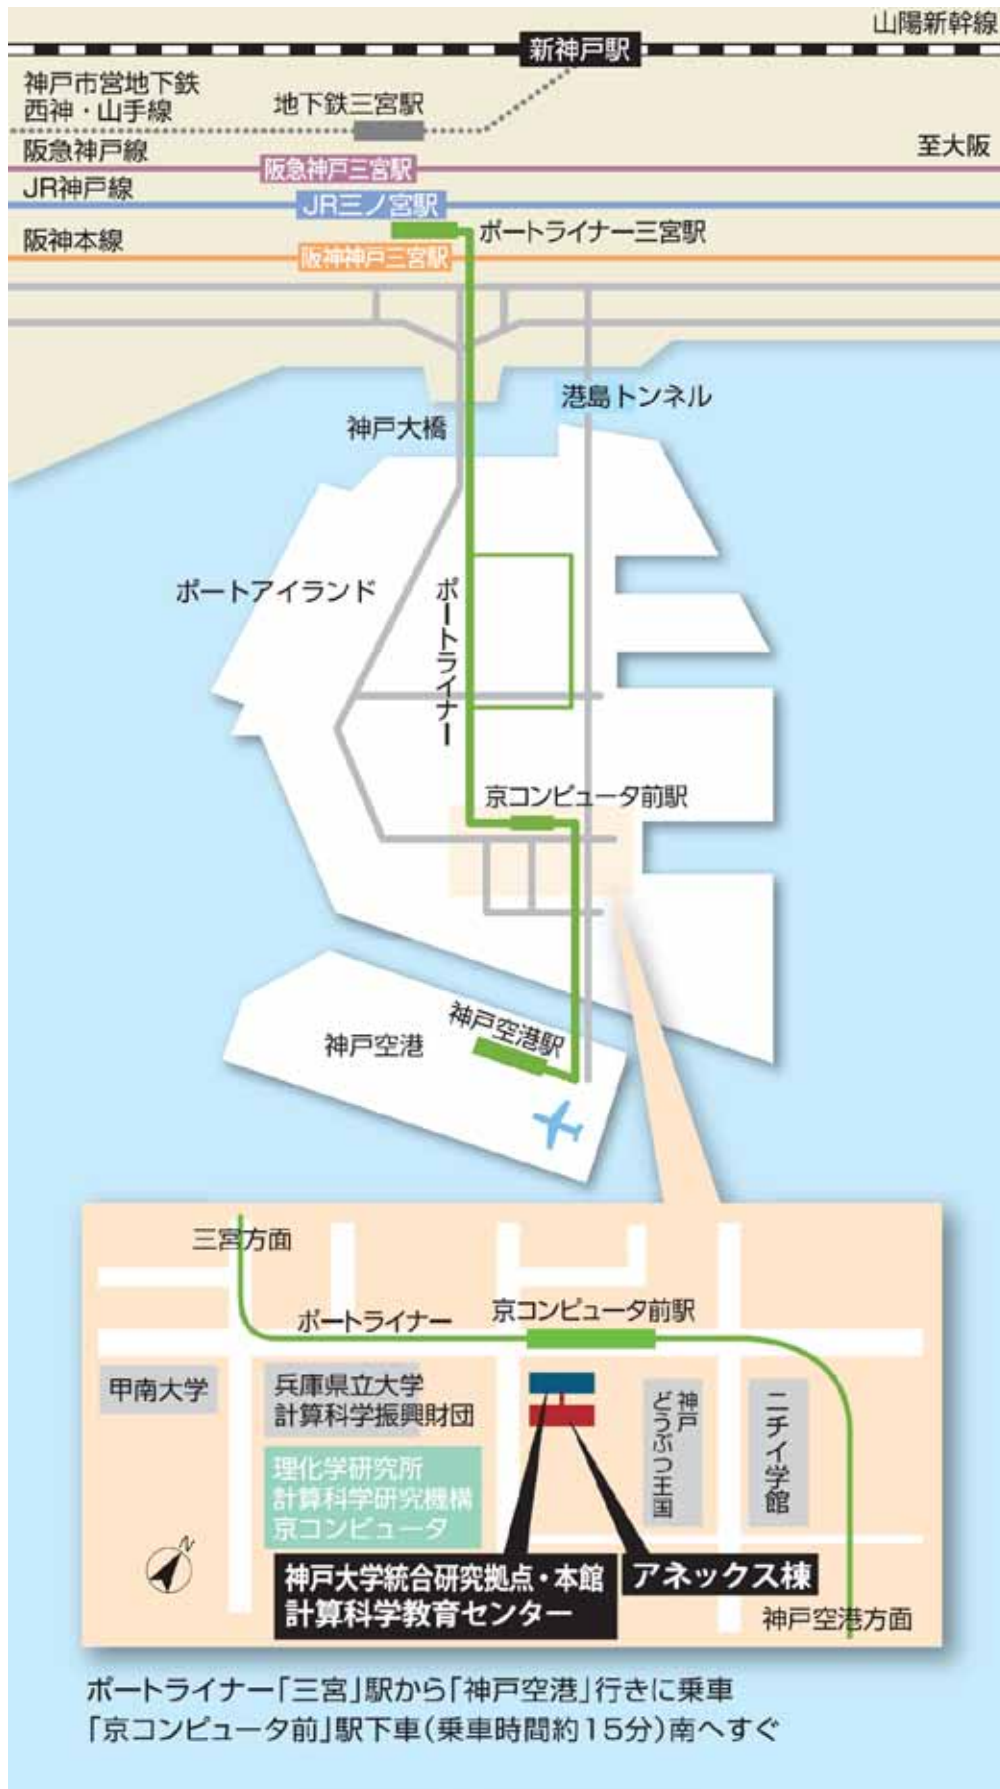 山陽新幹線
新神戸駅
神戸市営地下鉄
西神・山手線
地下鉄三宮駅
阪急神戸線
至大阪
阪急神戸三宮駅
JR神戸線
JR三ノ宮駅
ポートライナー三宮駅
阪神本線
阪神神戸三宮駅
港島トンネル
神戸大橋
ポートアイランド
ポートライナー
京コンピュータ前駅
神戸空港駅
神戸空港
三宮方面
ポートライナー
京コンピュータ前駅
甲南大学
兵庫県立大学
計算科学振興財団
神戸
どうぶつ王国
ニチイ学館
理化学研究所
計算科学研究機構
京コンピュータ
N
神戸大学統合研究拠点・本館
計算科学教育センター
アネックス棟
神戸空港方面
ポートライナー「三宮」駅から「神戸空港」行きに乗車
「京コンピュータ前」駅下車(乗車時間約15分)南へすぐ